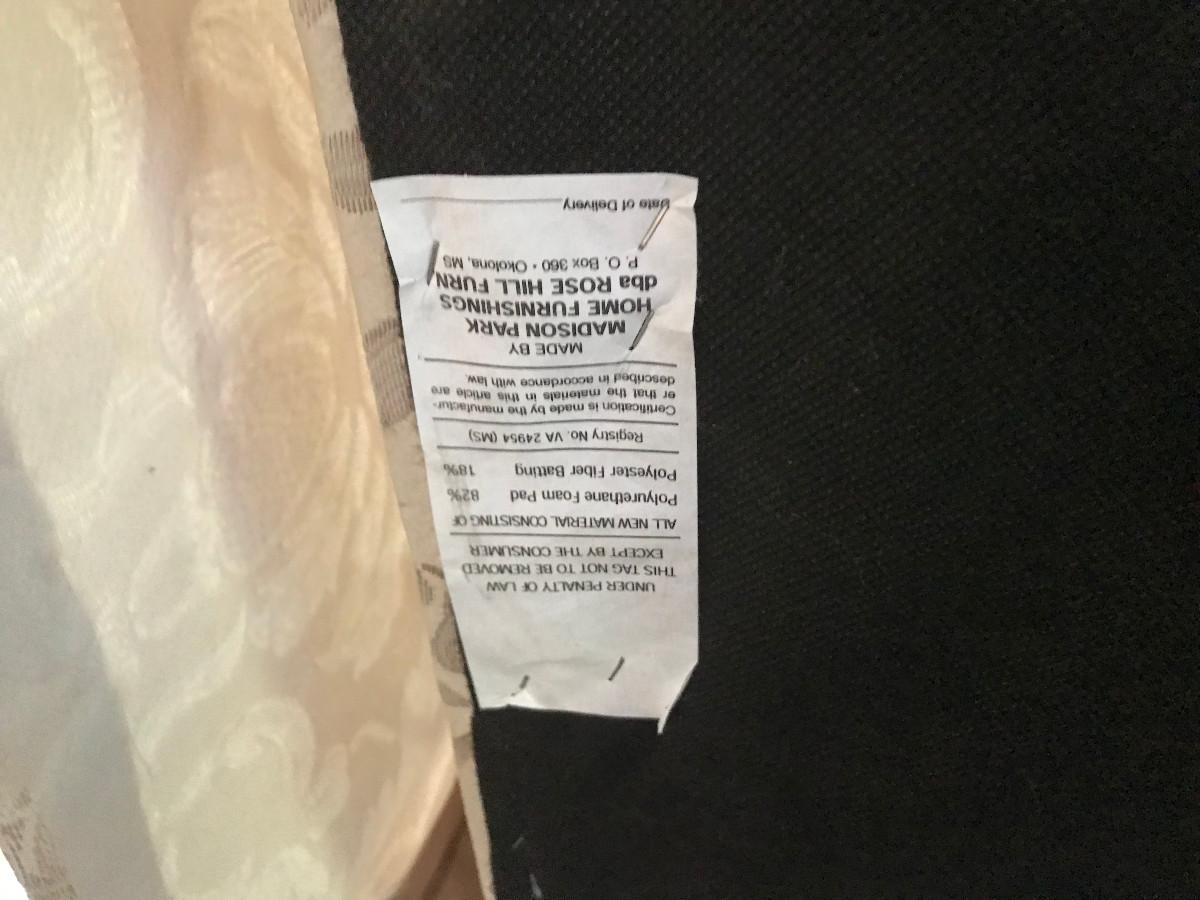 UNDER PENALTY OF LAW
THIS TAG NOT TO BE REMOVED
EXCEPT BY THE CONSUMER
ALL NEW MATERIAL CONSISTING OF
Polyurethane Foam Pad 82%
Polyester Fiber Batting 18%
Registry No. VA 24954 (MS)
Certification is made by the manufactur-
er that the materials in this article are
described in accordance with law.
MADE BY
MADISON PARK
HOME FURNISHINGS
dba ROSE HILL FURN
P. O. Box 360 • Okolona, MS
Date of Delivery